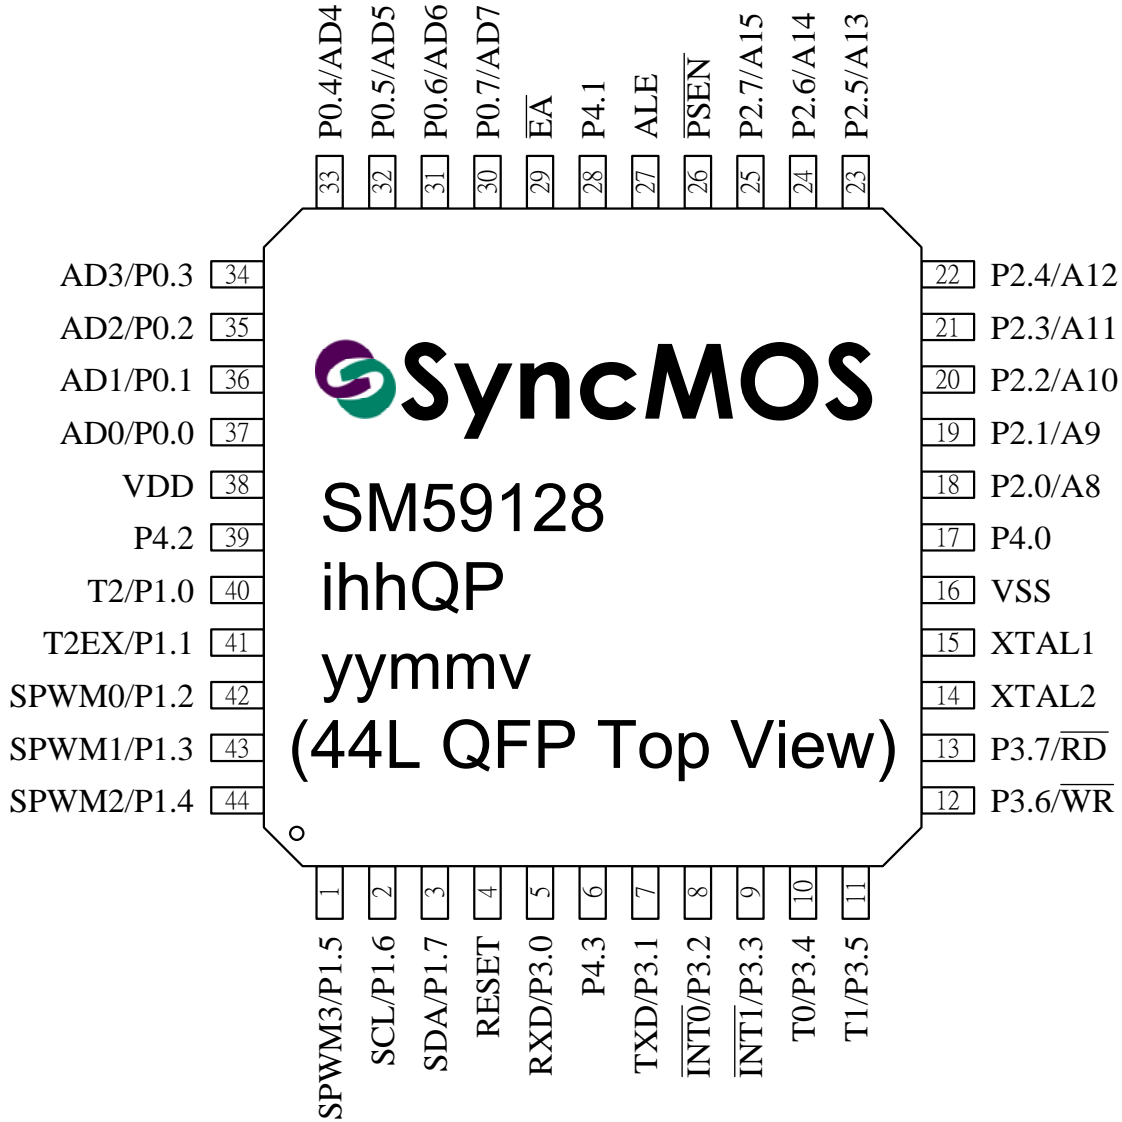 P0.4/AD4
P0.5/AD5
P0.6/AD6
P0.7/AD7
E̅A̅
P4.1
ALE
P̅S̅E̅N̅
P2.7/A15
P2.6/A14
P2.5/A13
33
32
31
30
29
28
27
26
25
24
23
AD3/P0.3 34
AD2/P0.2 35
AD1/P0.1 36
AD0/P0.0 37
VDD 38
P4.2 39
T2/P1.0 40
T2EX/P1.1 41
SPWM0/P1.2 42
SPWM1/P1.3 43
SPWM2/P1.4 44
SyncMOS
SM59128
ihhQP
yymmv
(44L QFP Top View)
22 P2.4/A12
21 P2.3/A11
20 P2.2/A10
19 P2.1/A9
18 P2.0/A8
17 P4.0
16 VSS
15 XTAL1
14 XTAL2
13 P3.7/R̅D̅
12 P3.6/W̅R̅
1
2
3
4
5
6
7
8
9
10
11
SPWM3/P1.5
SCL/P1.6
SDA/P1.7
RESET
RXD/P3.0
P4.3
TXD/P3.1
I̅N̅T̅0̅/P3.2
I̅N̅T̅1̅/P3.3
T0/P3.4
T1/P3.5